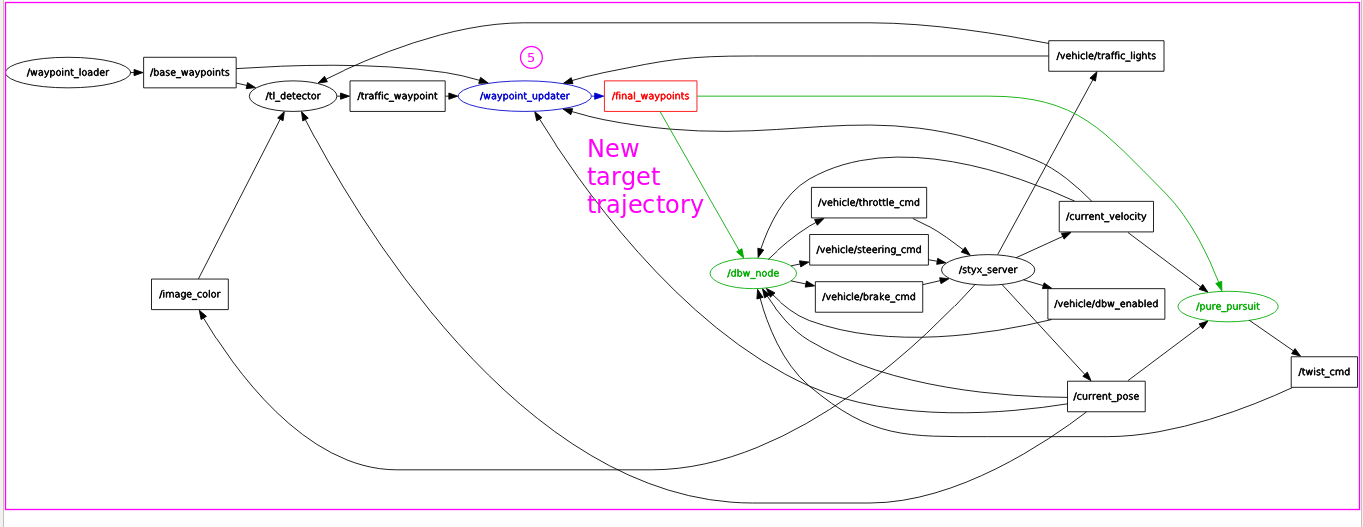 /waypoint_loader
/base_waypoints
/tl_detector
/traffic_waypoint
5
/waypoint_updater
/final_waypoints
/vehicle/traffic_lights
New
target
trajectory
/vehicle/throttle_cmd
/vehicle/steering_cmd
/vehicle/brake_cmd
/dbw_node
/styx_server
/current_velocity
/vehicle/dbw_enabled
/pure_pursuit
/image_color
/current_pose
/twist_cmd